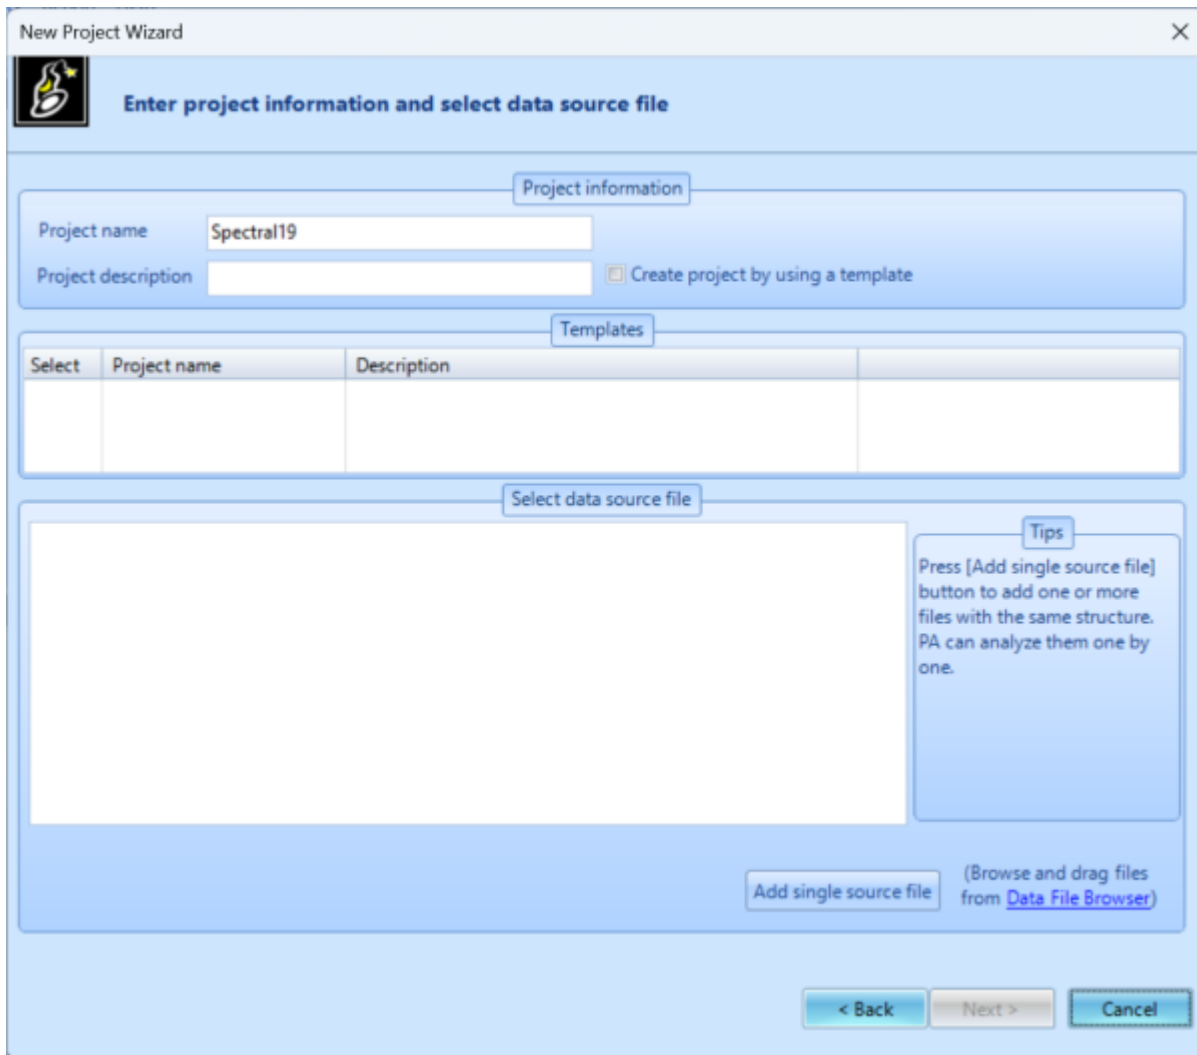 New Project Wizard
Enter project information and select data source file
Project information
Project name
Spectral19
Project description
Create project by using a template
Templates
Select Project name Description
Select data source file
Tips
Press [Add single source file]
button to add one or more
files with the same structure.
PA can analyze them one by
one.
Add single source file
(Browse and drag files
from Data File Browser)
< Back Next > Cancel